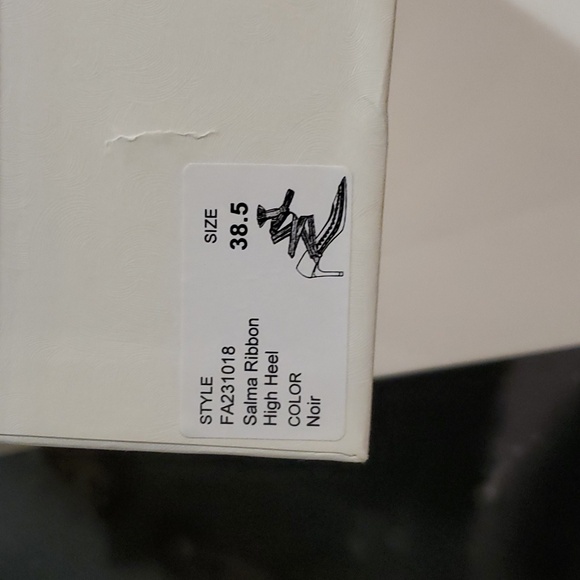 STYLE
FA231018
Salma Ribbon
High Heel
COLOR
Noir
SIZE
38.5